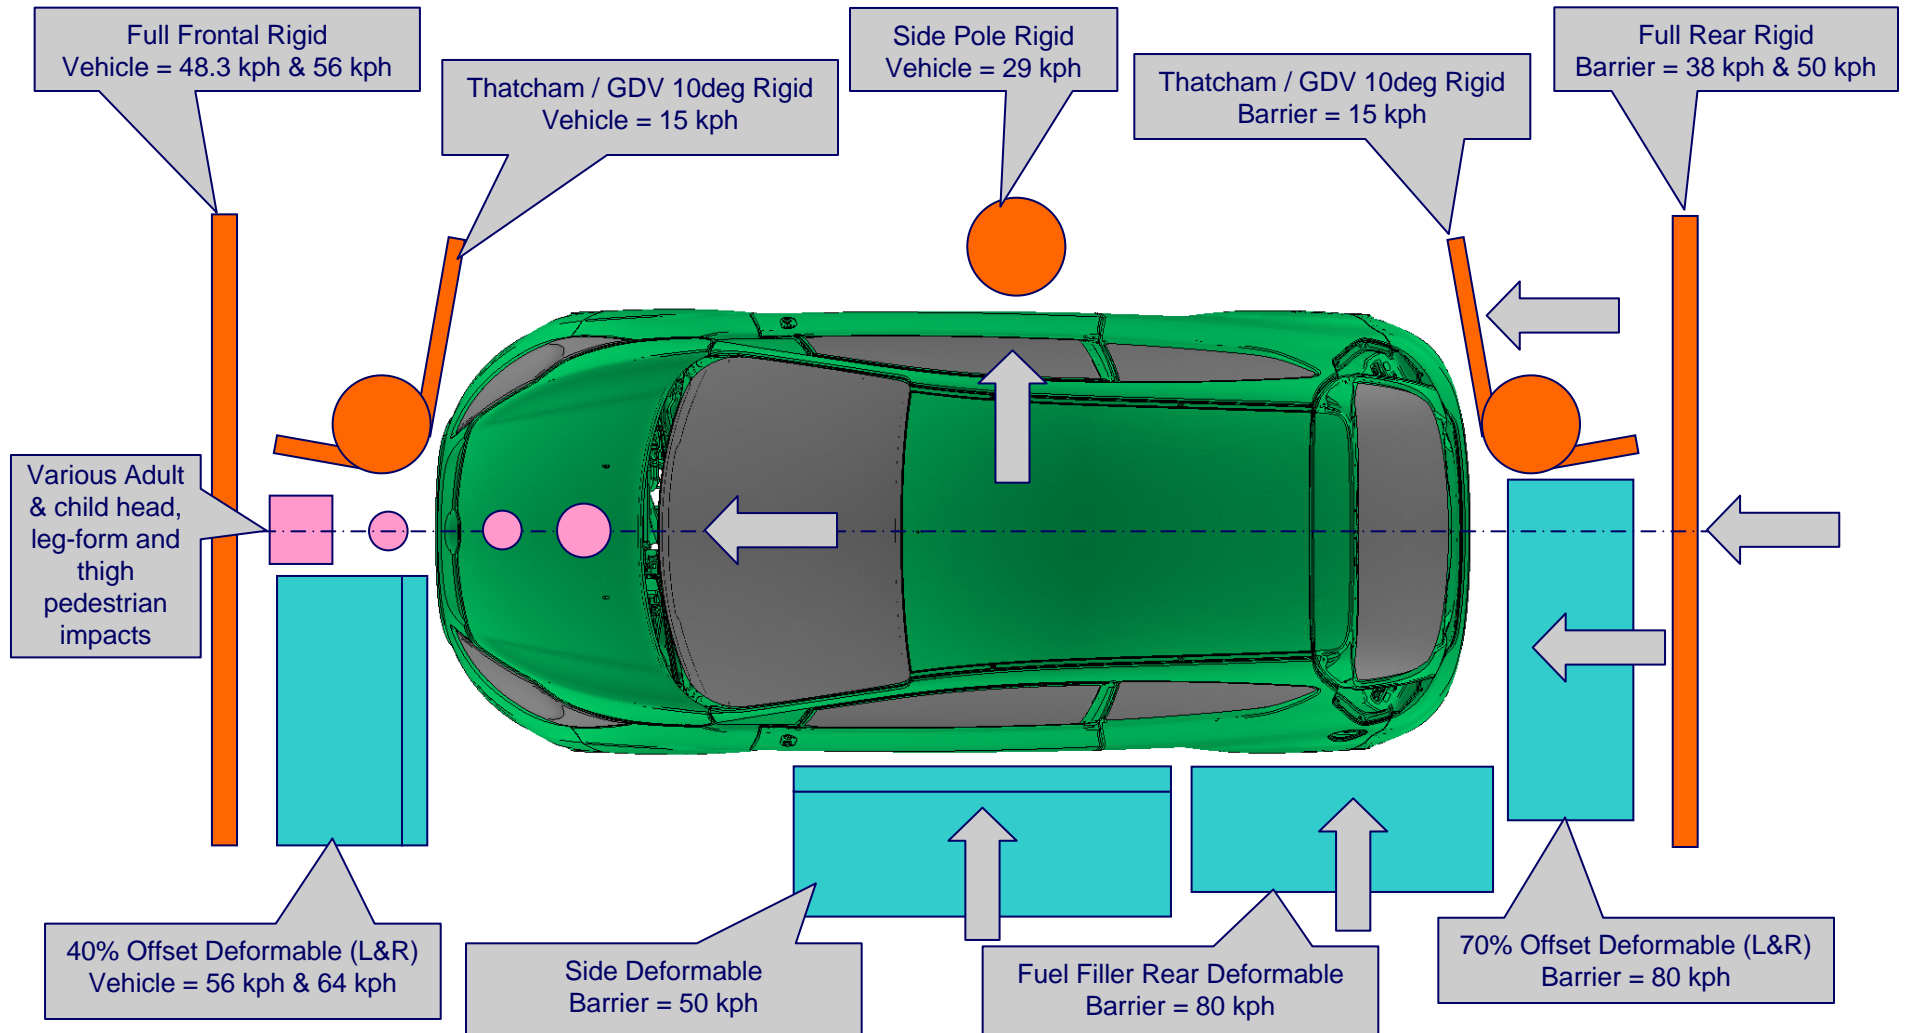 Full Frontal Rigid
Vehicle = 48.3 kph & 56 kph
Thatcham / GDV 10deg Rigid
Vehicle = 15 kph
Side Pole Rigid
Vehicle = 29 kph
Thatcham / GDV 10deg Rigid
Barrier = 15 kph
Full Rear Rigid
Barrier = 38 kph & 50 kph
Various Adult
& child head,
leg-form and
thigh
pedestrian
impacts
40% Offset Deformable (L&R)
Vehicle = 56 kph & 64 kph
Side Deformable
Barrier = 50 kph
Fuel Filler Rear Deformable
Barrier = 80 kph
70% Offset Deformable (L&R)
Barrier = 80 kph